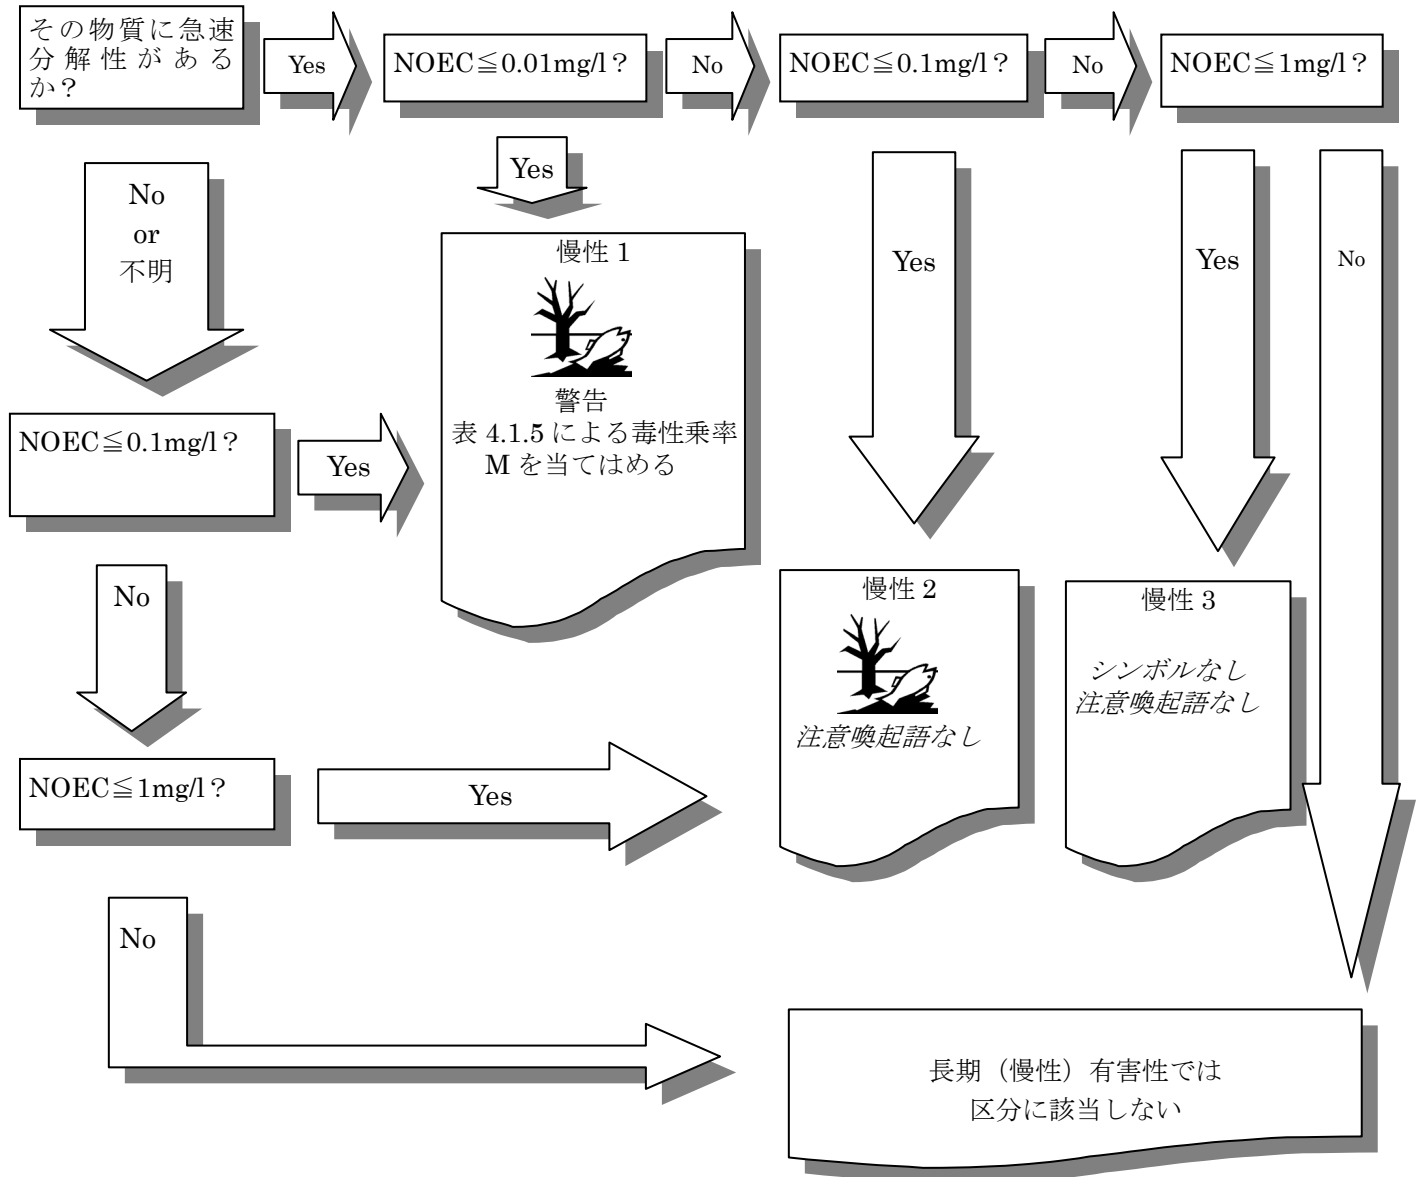 その物質に急速
分解性がある
か？
Yes
NOEC≦0.01mg/l？
No
NOEC≦0.1mg/l？
No
NOEC≦1mg/l？
No
or
不明
Yes
慢性 1
警告
表 4.1.5 による毒性乗率
M を当てはめる
Yes
Yes
No
NOEC≦0.1mg/l？
Yes
No
慢性 2
注意喚起語なし
慢性 3
シンボルなし
注意喚起語なし
NOEC≦1mg/l？
Yes
No
長期（慢性）有害性では
区分に該当しない